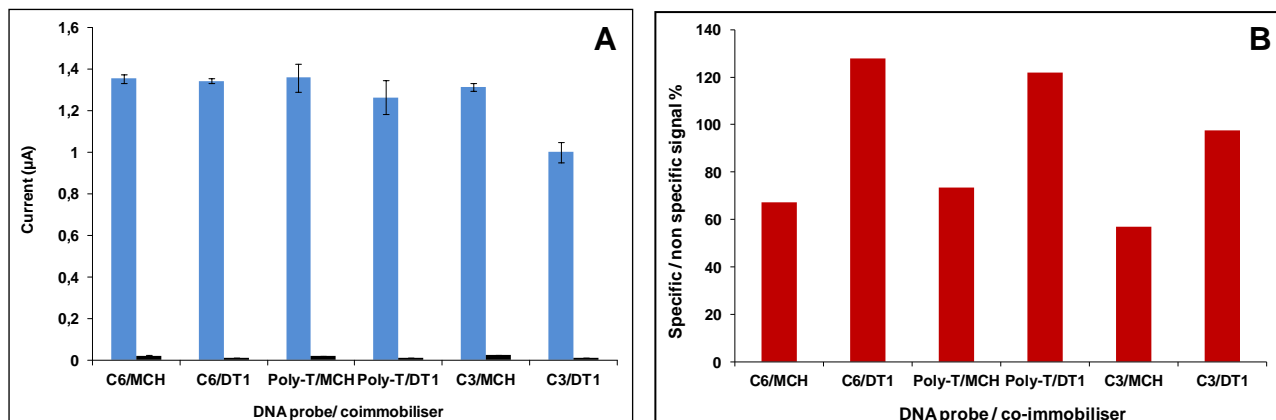 A
1,6
1,4
1,2
1
0,8
0,6
0,4
0,2
0
Current (µA)
C6/MCH C6/DT1 Poly-T/MCH Poly-T/DT1 C3/MCH C3/DT1
DNA probe/ coimmobiliser
B
140
120
100
80
60
40
20
0
Specific / non specific signal %
C6/MCH C6/DT1 Poly-T/MCH Poly-T/DT1 C3/MCH C3/DT1
DNA probe / co-immobiliser